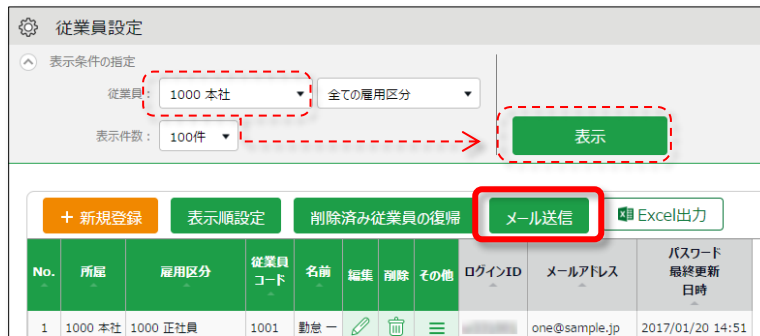 従業員設定
表示条件の指定
従業員： 1000 本社 全ての雇用区分
表示件数： 100件
表示
+ 新規登録 表示順設定 削除済み従業員の復帰 メール送信 Excel出力
No. 所属 雇用区分 従業員コード 名前 編集 削除 その他 ログインID メールアドレス パスワード最終更新日時
1 1000 本社 1000 正社員 1001 勤怠 一 one@sample.jp 2017/01/20 14:51